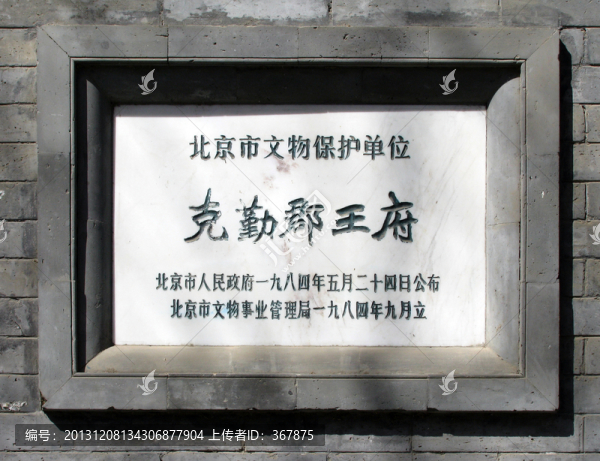 北京市文物保护单位
克勤郡王府
北京市人民政府一九八四年五月二十四日公布
北京市文物事业管理局一九八四年九月立
编号：20131208134306877904 上传者ID：367875